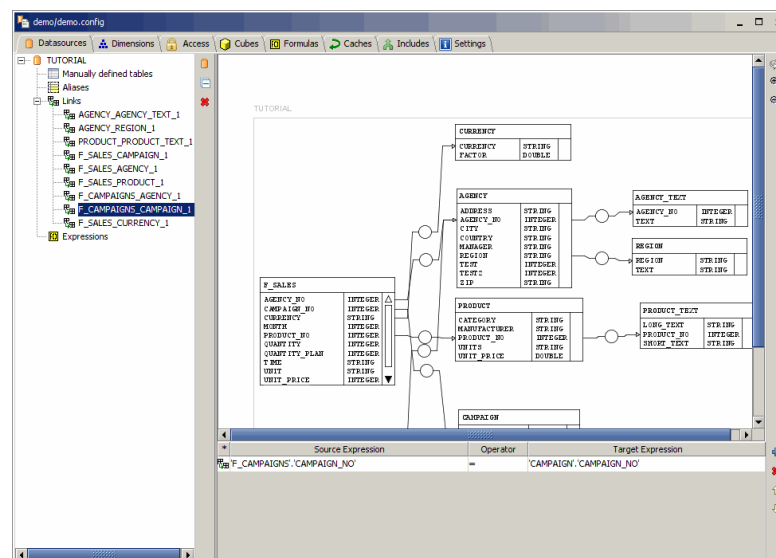 demo/demo.config
Datasources Dimensions Access Cubes Formulas Caches Includes Settings
TUTORIAL
Manually defined tables
Aliases
Links
AGENCY_AGENCY_TEXT_1
AGENCY_REGION_1
PRODUCT_PRODUCT_TEXT_1
F_SALES_CAMPAIGN_1
F_SALES_AGENCY_1
F_SALES_PRODUCT_1
F_CAMPAIGNS_AGENCY_1
F_CAMPAIGNS_CAMPAIGN_1
F_SALES_CURRENCY_1
Expressions
TUTORIAL
CURRENCY
CURRENCY STRING
FACTOR DOUBLE
AGENCY
ADDRESS STRING
AGENCY_NO INTEGER
CITY STRING
COUNTRY STRING
MANAGER STRING
REGION STRING
TEST INTEGER
TEST2 INTEGER
ZIP STRING
AGENCY_TEXT
AGENCY_NO INTEGER
TEXT STRING
REGION
REGION STRING
TEXT STRING
F_SALES
AGENCY_NO INTEGER
CAMPAIGN_NO INTEGER
CURRENCY STRING
MONTH INTEGER
PRODUCT_NO INTEGER
QUANTITY INTEGER
QUANTITY_PLAN INTEGER
TIME STRING
UNIT STRING
UNIT_PRICE INTEGER
PRODUCT
CATEGORY STRING
MANUFACTURER STRING
PRODUCT_NO INTEGER
UNITS STRING
UNIT_PRICE DOUBLE
PRODUCT_TEXT
LONG_TEXT STRING
PRODUCT_NO INTEGER
SHORT_TEXT STRING
CAMPAIGN
* Source Expression Operator Target Expression
'F_CAMPAIGNS'.'CAMPAIGN_NO' = 'CAMPAIGN'.'CAMPAIGN_NO'